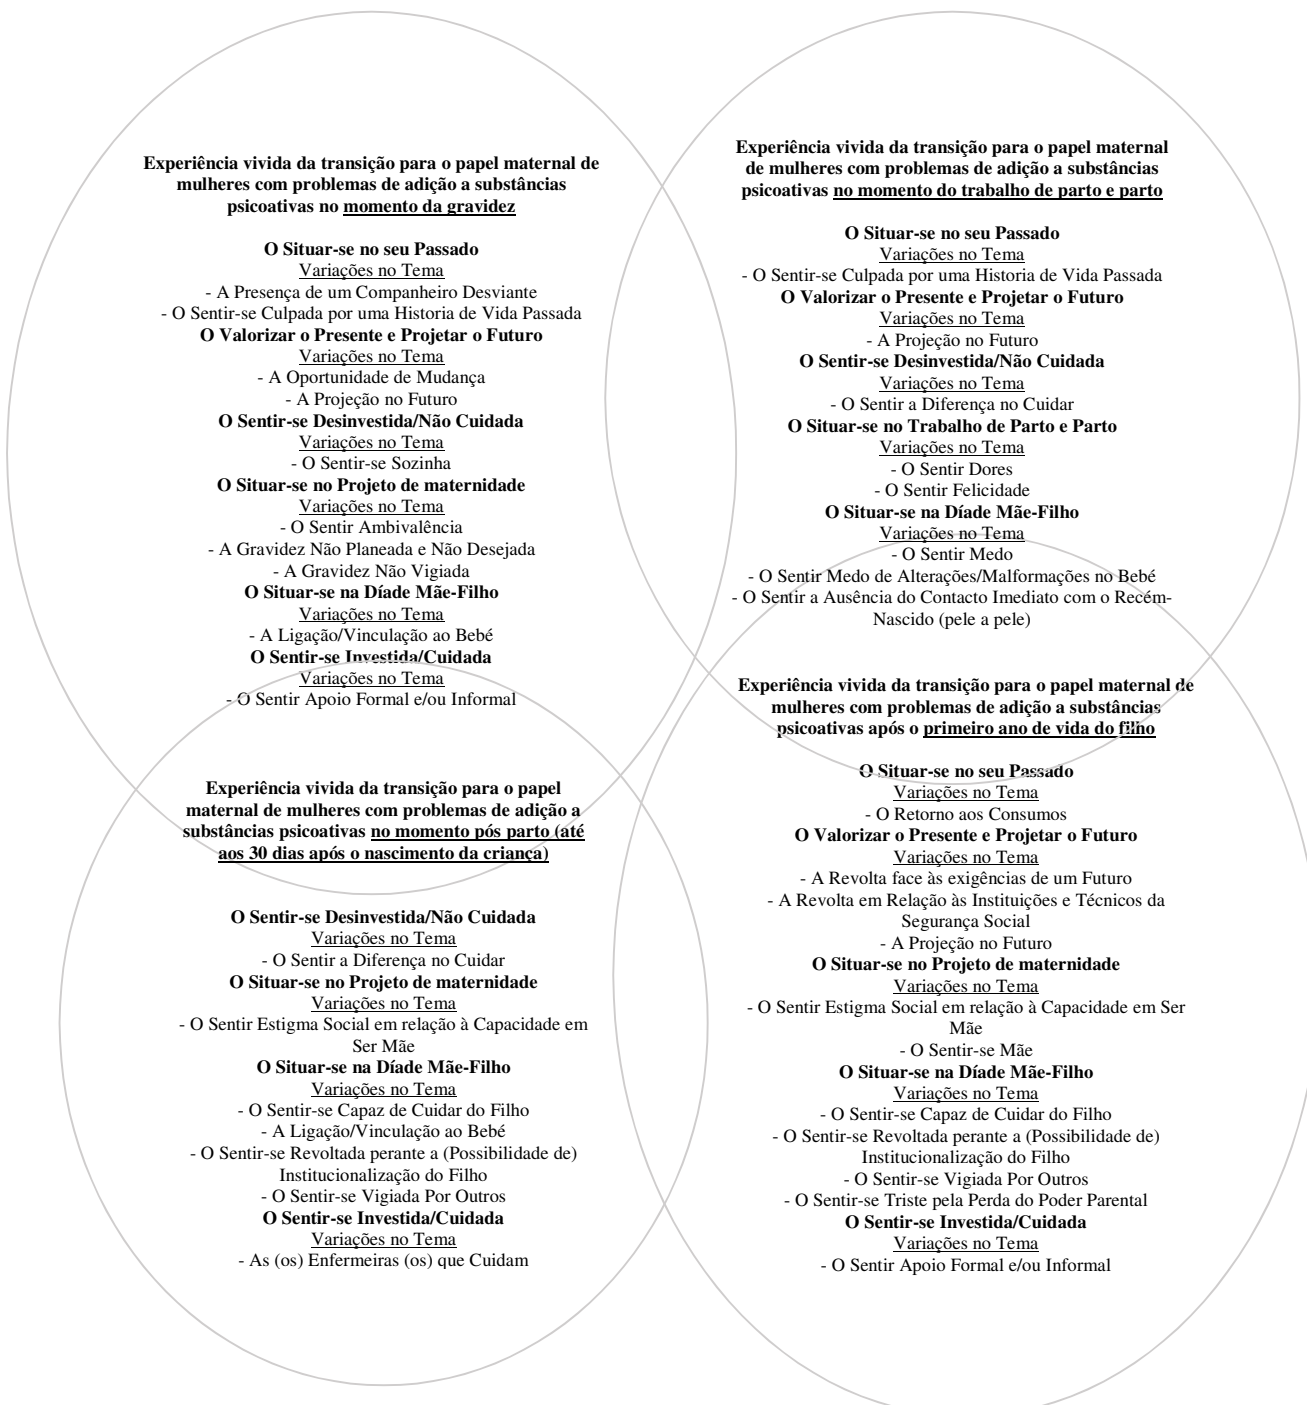 Experiência vivida da transição para o papel maternal de
mulheres com problemas de adição a substâncias
psicoativas no momento da gravidez
O Situar-se no seu Passado
Variações no Tema
- A Presença de um Companheiro Desviante
- O Sentir-se Culpada por uma Historia de Vida Passada
O Valorizar o Presente e Projetar o Futuro
Variações no Tema
- A Oportunidade de Mudança
- A Projeção no Futuro
O Sentir-se Desinvestida/Não Cuidada
Variações no Tema
- O Sentir-se Sozinha
O Situar-se no Projeto de maternidade
Variações no Tema
- O Sentir Ambivalência
- A Gravidez Não Planeada e Não Desejada
- A Gravidez Não Vigiada
O Situar-se na Díade Mãe-Filho
Variações no Tema
- A Ligação/Vinculação ao Bebé
O Sentir-se Investida/Cuidada
Variações no Tema
- O Sentir Apoio Formal e/ou Informal
Experiência vivida da transição para o papel maternal
de mulheres com problemas de adição a substâncias
psicoativas no momento do trabalho de parto e parto
O Situar-se no seu Passado
Variações no Tema
- O Sentir-se Culpada por uma Historia de Vida Passada
O Valorizar o Presente e Projetar o Futuro
Variações no Tema
- A Projeção no Futuro
O Sentir-se Desinvestida/Não Cuidada
Variações no Tema
- O Sentir a Diferença no Cuidar
O Situar-se no Trabalho de Parto e Parto
Variações no Tema
- O Sentir Dores
- O Sentir Felicidade
O Situar-se na Díade Mãe-Filho
Variações no Tema
- O Sentir Medo
- O Sentir Medo de Alterações/Malformações no Bebé
- O Sentir a Ausência do Contacto Imediato com o Recém-
Nascido (pele a pele)
Experiência vivida da transição para o papel
maternal de mulheres com problemas de adição a
substâncias psicoativas no momento pós parto (até
aos 30 dias após o nascimento da criança)
O Sentir-se Desinvestida/Não Cuidada
Variações no Tema
- O Sentir a Diferença no Cuidar
O Situar-se no Projeto de maternidade
Variações no Tema
- O Sentir Estigma Social em relação à Capacidade em
Ser Mãe
O Situar-se na Díade Mãe-Filho
Variações no Tema
- O Sentir-se Capaz de Cuidar do Filho
- A Ligação/Vinculação ao Bebé
- O Sentir-se Revoltada perante a (Possibilidade de)
Institucionalização do Filho
- O Sentir-se Vigiada Por Outros
O Sentir-se Investida/Cuidada
Variações no Tema
- As (os) Enfermeiras (os) que Cuidam
Experiência vivida da transição para o papel maternal de
mulheres com problemas de adição a substâncias
psicoativas após o primeiro ano de vida do filho
O Situar-se no seu Passado
Variações no Tema
- O Retorno aos Consumos
O Valorizar o Presente e Projetar o Futuro
Variações no Tema
- A Revolta face às exigências de um Futuro
- A Revolta em Relação às Instituições e Técnicos da
Segurança Social
- A Projeção no Futuro
O Situar-se no Projeto de maternidade
Variações no Tema
- O Sentir Estigma Social em relação à Capacidade em Ser
Mãe
- O Sentir-se Mãe
O Situar-se na Díade Mãe-Filho
Variações no Tema
- O Sentir-se Capaz de Cuidar do Filho
- O Sentir-se Revoltada perante a (Possibilidade de)
Institucionalização do Filho
- O Sentir-se Vigiada Por Outros
- O Sentir-se Triste pela Perda do Poder Parental
O Sentir-se Investida/Cuidada
Variações no Tema
- O Sentir Apoio Formal e/ou Informal